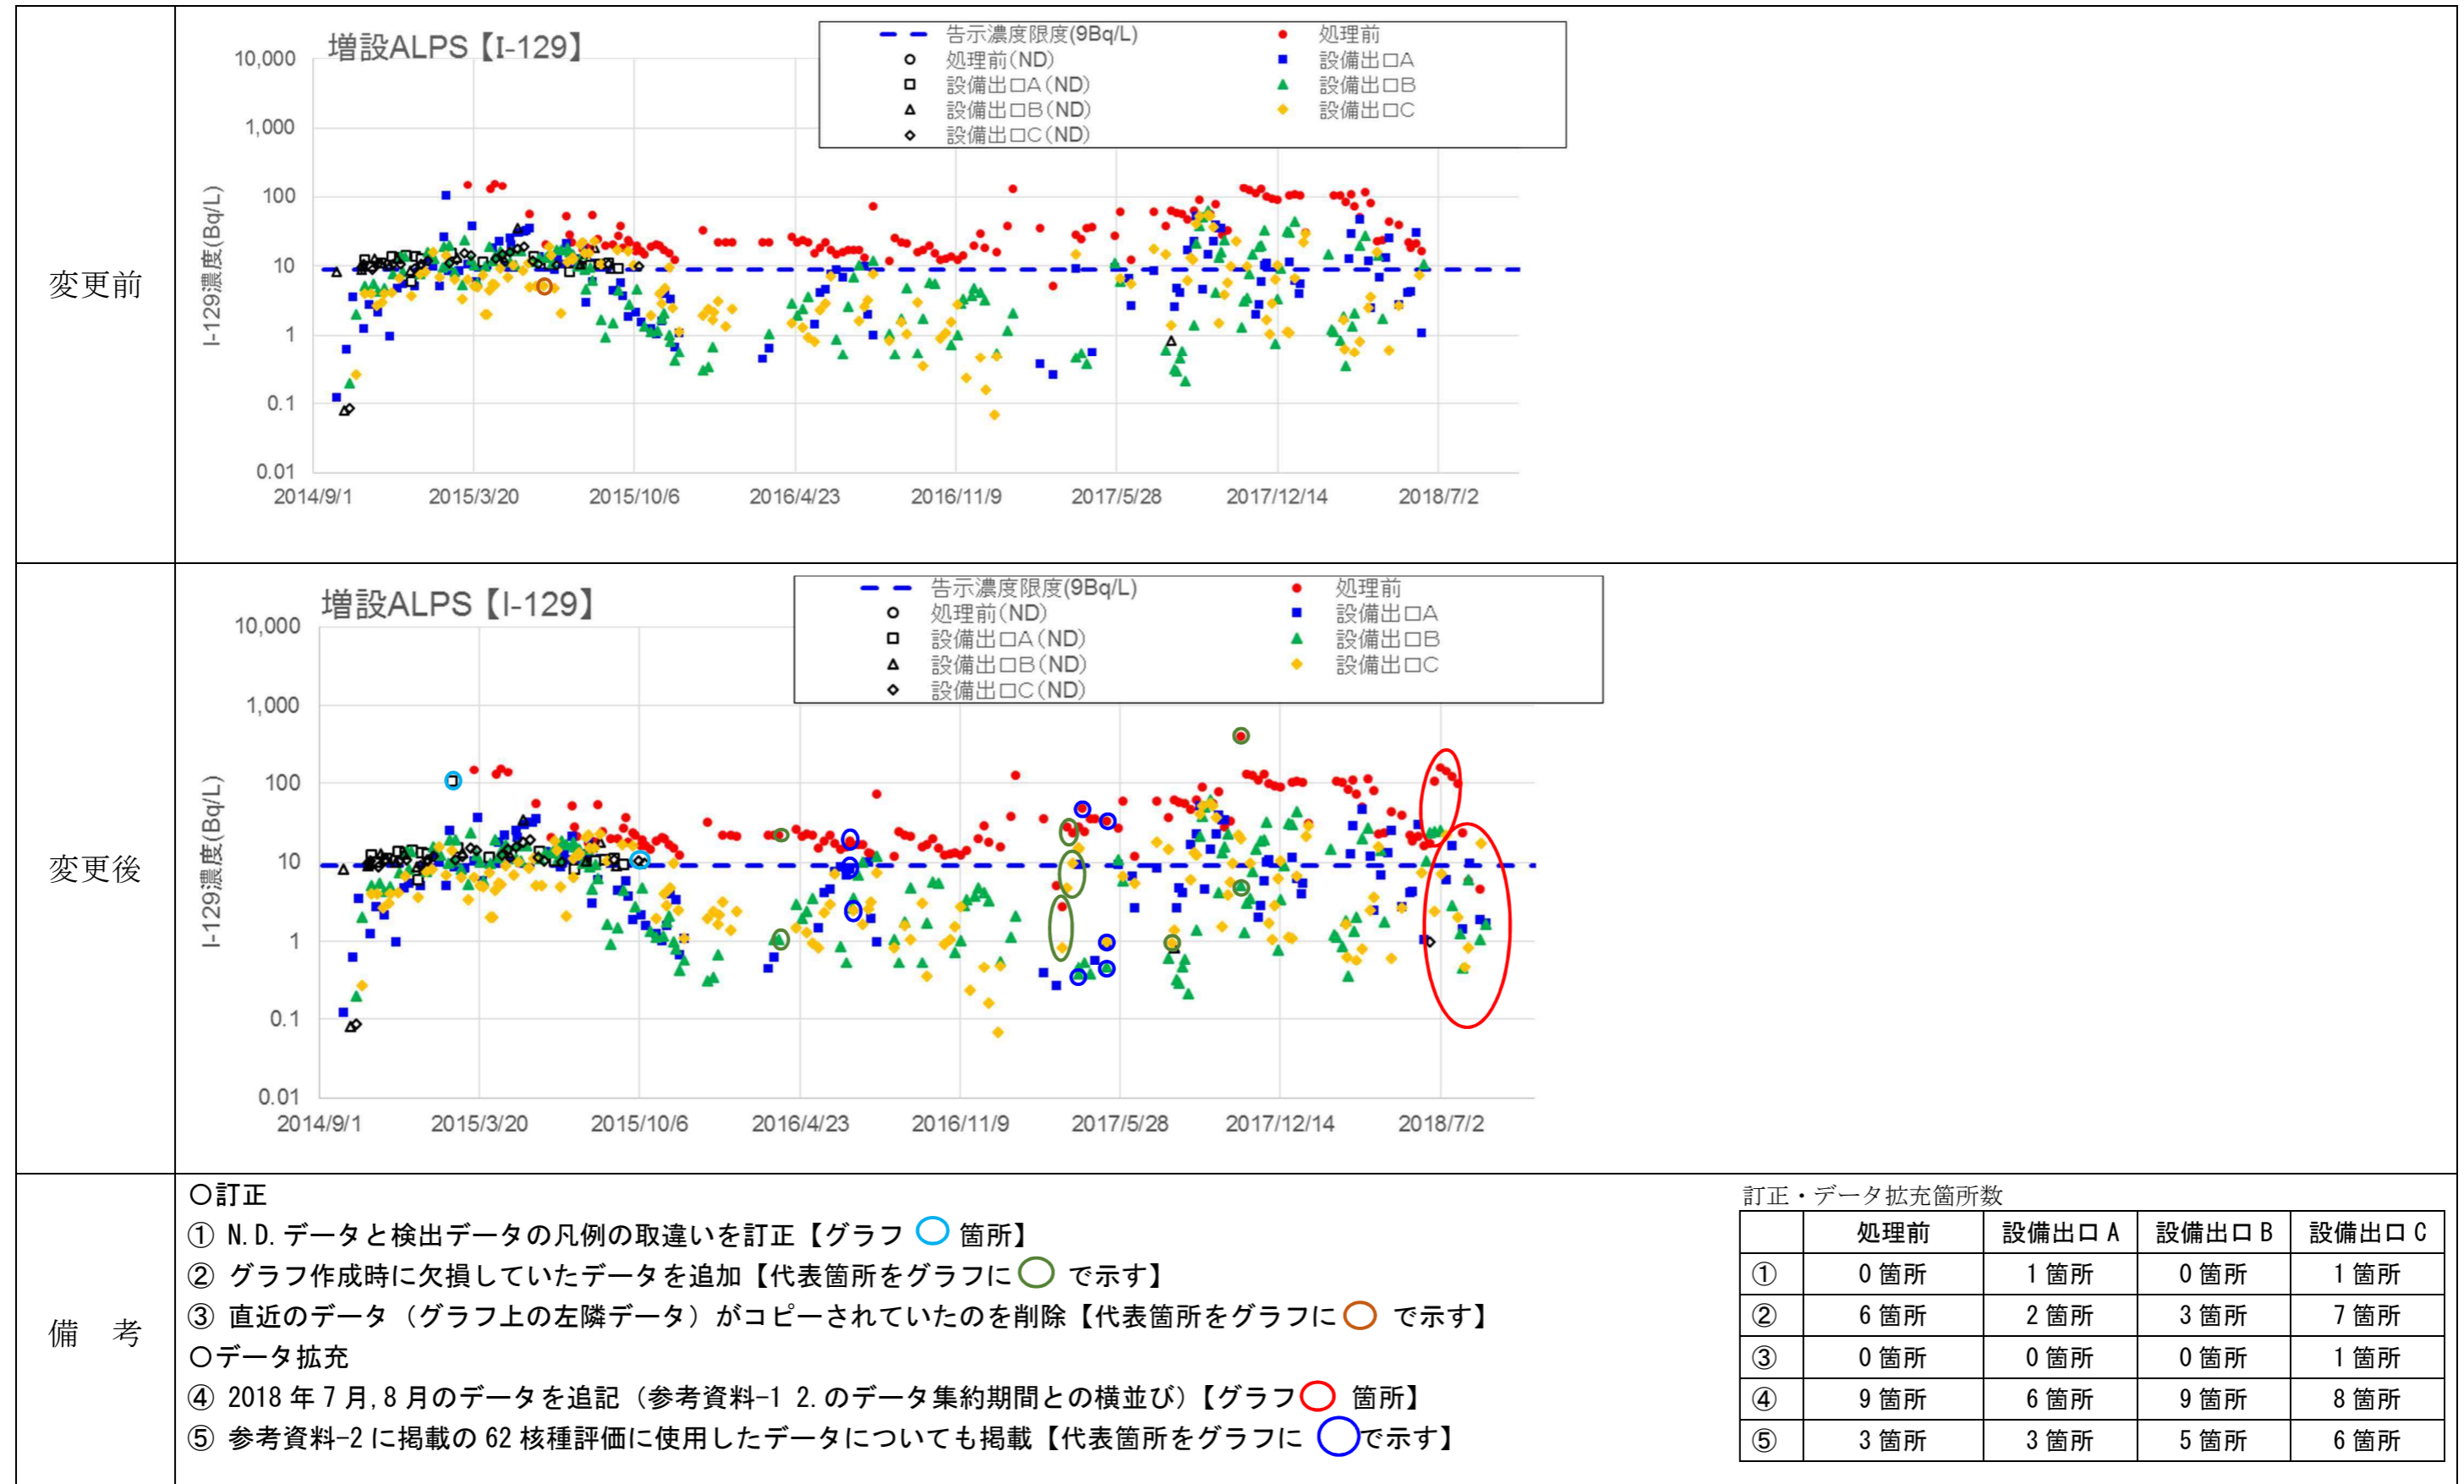 変更前
増設ALPS【I-129】
告示濃度限度(9Bq/L)
処理前
処理前(ND)
設備出口A
設備出口A(ND)
設備出口B
設備出口B(ND)
設備出口C
設備出口C(ND)
I-129濃度(Bq/L)
10,000
1,000
100
10
1
0.1
0.01
2014/9/1
2015/3/20
2015/10/6
2016/4/23
2016/11/9
2017/5/28
2017/12/14
2018/7/2
変更後
増設ALPS【I-129】
告示濃度限度(9Bq/L)
処理前
処理前(ND)
設備出口A
設備出口A(ND)
設備出口B
設備出口B(ND)
設備出口C
設備出口C(ND)
I-129濃度(Bq/L)
10,000
1,000
100
10
1
0.1
0.01
2014/9/1
2015/3/20
2015/10/6
2016/4/23
2016/11/9
2017/5/28
2017/12/14
2018/7/2
備 考
○訂正
① N.D.データと検出データの凡例の取違いを訂正【グラフ 箇所】
② グラフ作成時に欠損していたデータを追加【代表箇所をグラフに で示す】
③ 直近のデータ（グラフ上の左隣データ）がコピーされていたのを削除【代表箇所をグラフに で示す】
○データ拡充
④ 2018年7月,8月のデータを追記（参考資料-1 2.のデータ集約期間との横並び）【グラフ 箇所】
⑤ 参考資料-2に掲載の62核種評価に使用したデータについても掲載【代表箇所をグラフに で示す】
訂正・データ拡充箇所数
処理前 設備出口A 設備出口B 設備出口C
① 0箇所 1箇所 0箇所 1箇所
② 6箇所 2箇所 3箇所 7箇所
③ 0箇所 0箇所 0箇所 1箇所
④ 9箇所 6箇所 9箇所 8箇所
⑤ 3箇所 3箇所 5箇所 6箇所